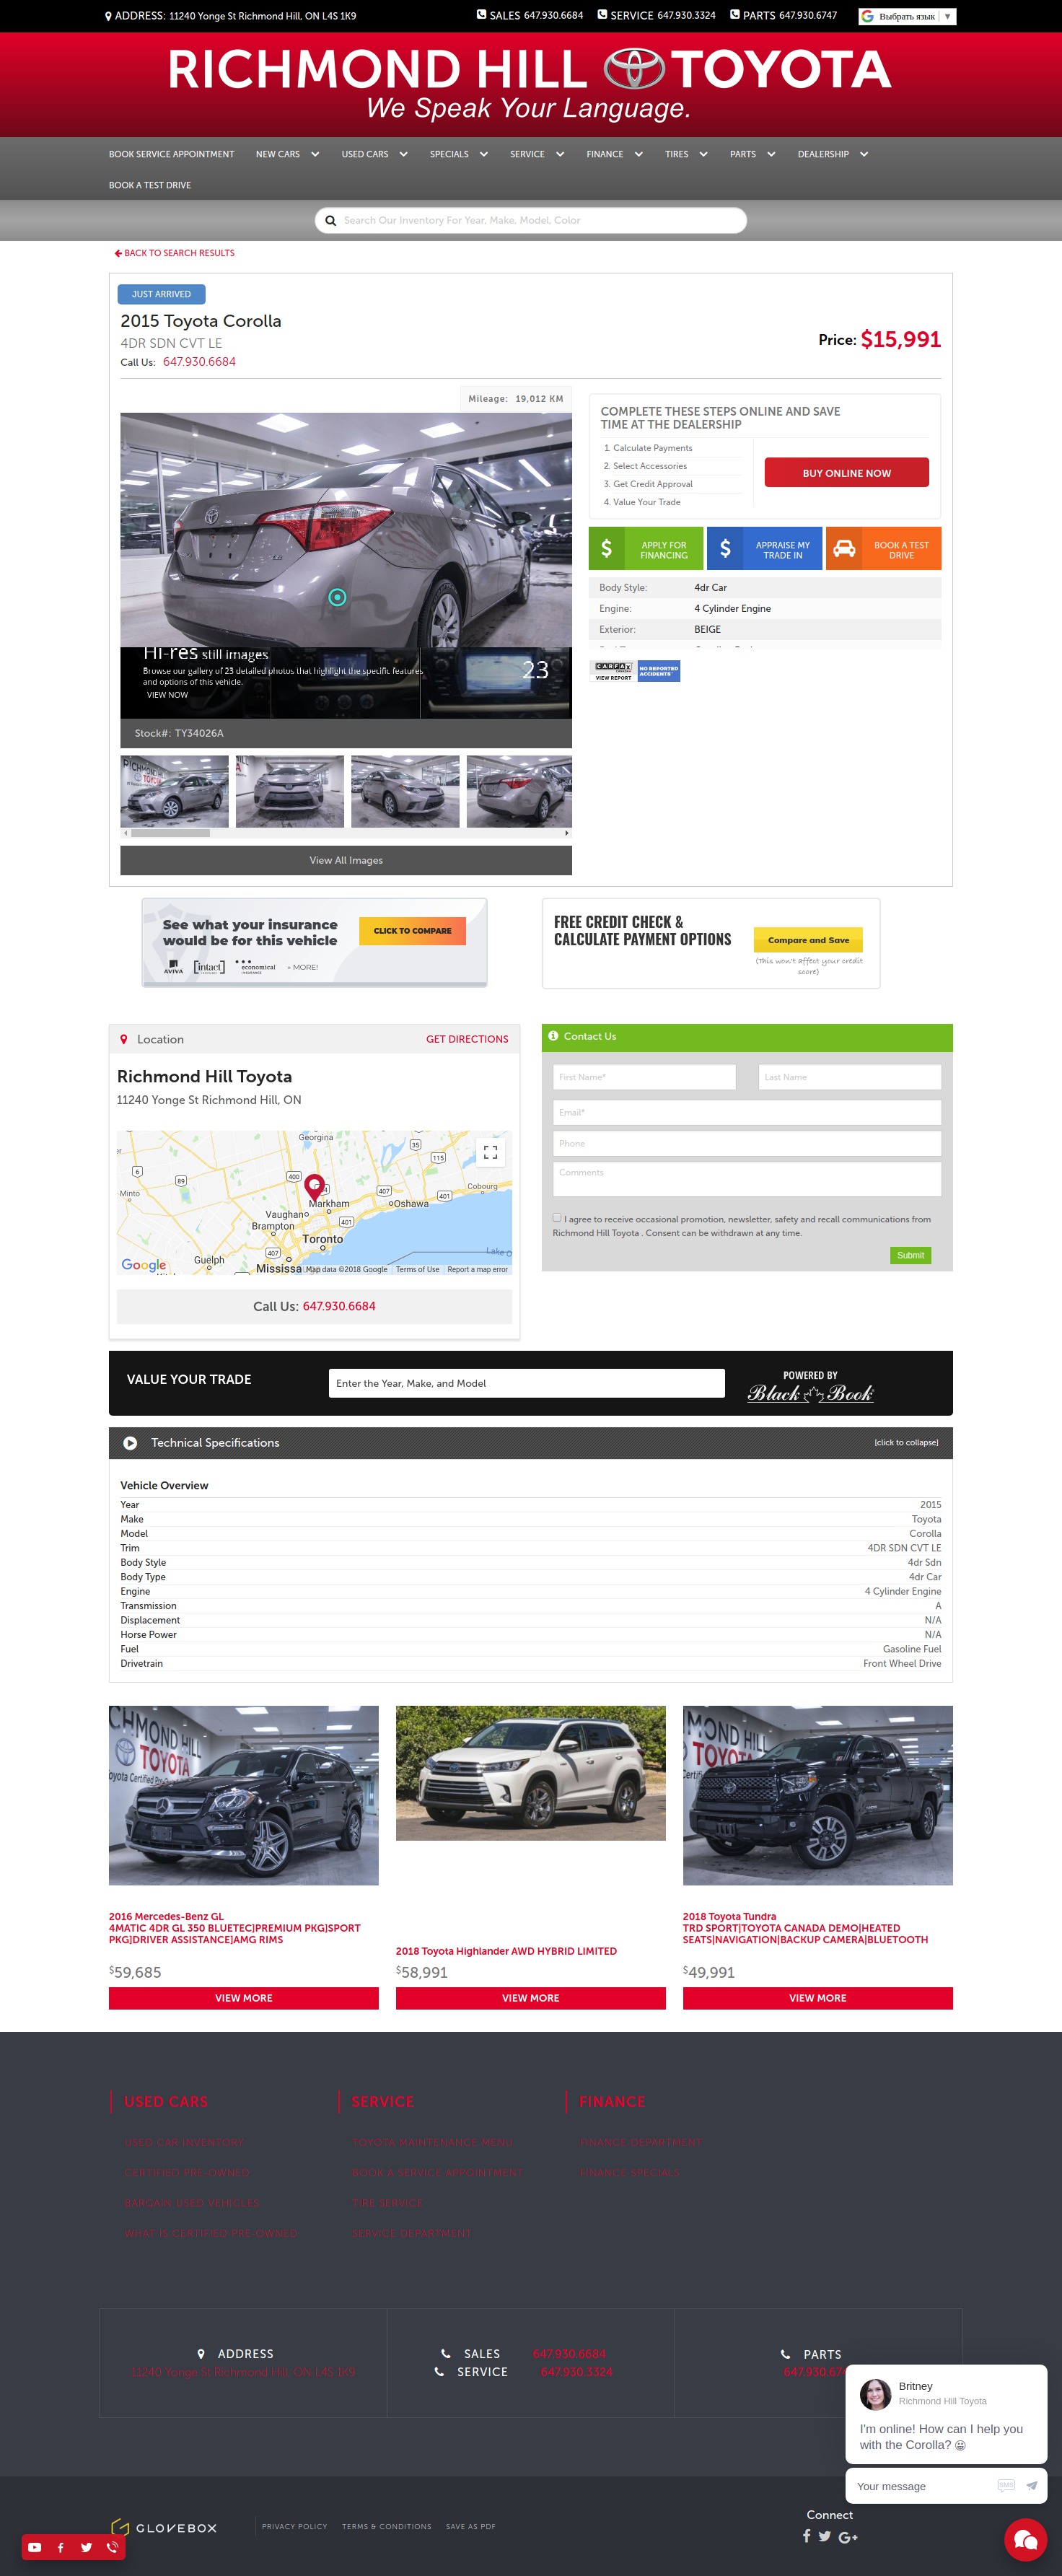 ADDRESS: 11240 Yonge St Richmond Hill, ON L4S 1K9
SALES 647.930.6684
SERVICE 647.930.3324
PARTS 647.930.6747
Выбрать язык ▼
RICHMOND HILL TOYOTA
We Speak Your Language.
BOOK SERVICE APPOINTMENT
NEW CARS
USED CARS
SPECIALS
SERVICE
FINANCE
TIRES
PARTS
DEALERSHIP
BOOK A TEST DRIVE
Search Our Inventory For Year, Make, Model, Color
BACK TO SEARCH RESULTS
JUST ARRIVED
2015 Toyota Corolla
4DR SDN CVT LE
Call Us: 647.930.6684
Price: $15,991
Mileage: 19,012 KM
Hi-res still images
Browse our gallery of 23 detailed photos that highlight the specific features
and options of this vehicle.
VIEW NOW
23
Stock#: TY34026A
View All Images
COMPLETE THESE STEPS ONLINE AND SAVE
TIME AT THE DEALERSHIP
1. Calculate Payments
2. Select Accessories
3. Get Credit Approval
4. Value Your Trade
BUY ONLINE NOW
APPLY FOR
FINANCING
APPRAISE MY
TRADE IN
BOOK A TEST
DRIVE
Body Style: 4dr Car
Engine: 4 Cylinder Engine
Exterior: BEIGE
CARFAX
VIEW REPORT
NO REPORTED
ACCIDENTS
See what your insurance
would be for this vehicle
CLICK TO COMPARE
AVIVA
[intact]
INSURANCE
economical
INSURANCE
+ MORE!
FREE CREDIT CHECK &
CALCULATE PAYMENT OPTIONS
Compare and Save
(This won't affect your credit
score)
Location
GET DIRECTIONS
Richmond Hill Toyota
11240 Yonge St Richmond Hill, ON
Georgina
35
6
89
400
115
Minto
404
407
Cobourg
Markham
Oshawa
401
Vaughan
Brampton
401
Toronto
407
Lake O
Guelph
Google
Mississa
Map data ©2018 Google
Terms of Use
Report a map error
Call Us: 647.930.6684
Contact Us
First Name*
Last Name
Email*
Phone
Comments
I agree to receive occasional promotion, newsletter, safety and recall communications from
Richmond Hill Toyota . Consent can be withdrawn at any time.
Submit
VALUE YOUR TRADE
Enter the Year, Make, and Model
POWERED BY
Black Book
Technical Specifications
[click to collapse]
Vehicle Overview
Year 2015
Make Toyota
Model Corolla
Trim 4DR SDN CVT LE
Body Style 4dr Sdn
Body Type 4dr Car
Engine 4 Cylinder Engine
Transmission A
Displacement N/A
Horse Power N/A
Fuel Gasoline Fuel
Drivetrain Front Wheel Drive
2016 Mercedes-Benz GL
4MATIC 4DR GL 350 BLUETEC]PREMIUM PKG]SPORT
PKG]DRIVER ASSISTANCE]AMG RIMS
$59,685
VIEW MORE
2018 Toyota Highlander AWD HYBRID LIMITED
$58,991
VIEW MORE
2018 Toyota Tundra
TRD SPORT|TOYOTA CANADA DEMO|HEATED
SEATS|NAVIGATION|BACKUP CAMERA|BLUETOOTH
$49,991
VIEW MORE
USED CARS
USED CAR INVENTORY
CERTIFIED PRE-OWNED
BARGAIN USED VEHICLES
WHAT IS CERTIFIED PRE-OWNED
SERVICE
TOYOTA MAINTENANCE MENU
BOOK A SERVICE APPOINTMENT
TIRE SERVICE
SERVICE DEPARTMENT
FINANCE
FINANCE DEPARTMENT
FINANCE SPECIALS
ADDRESS
11240 Yonge St Richmond Hill, ON L4S 1K9
SALES 647.930.6684
SERVICE 647.930.3324
PARTS
647.930.67
Britney
Richmond Hill Toyota
I'm online! How can I help you
with the Corolla? 😀
Your message
SMS
GLOVEBOX
PRIVACY POLICY
TERMS & CONDITIONS
SAVE AS PDF
Connect